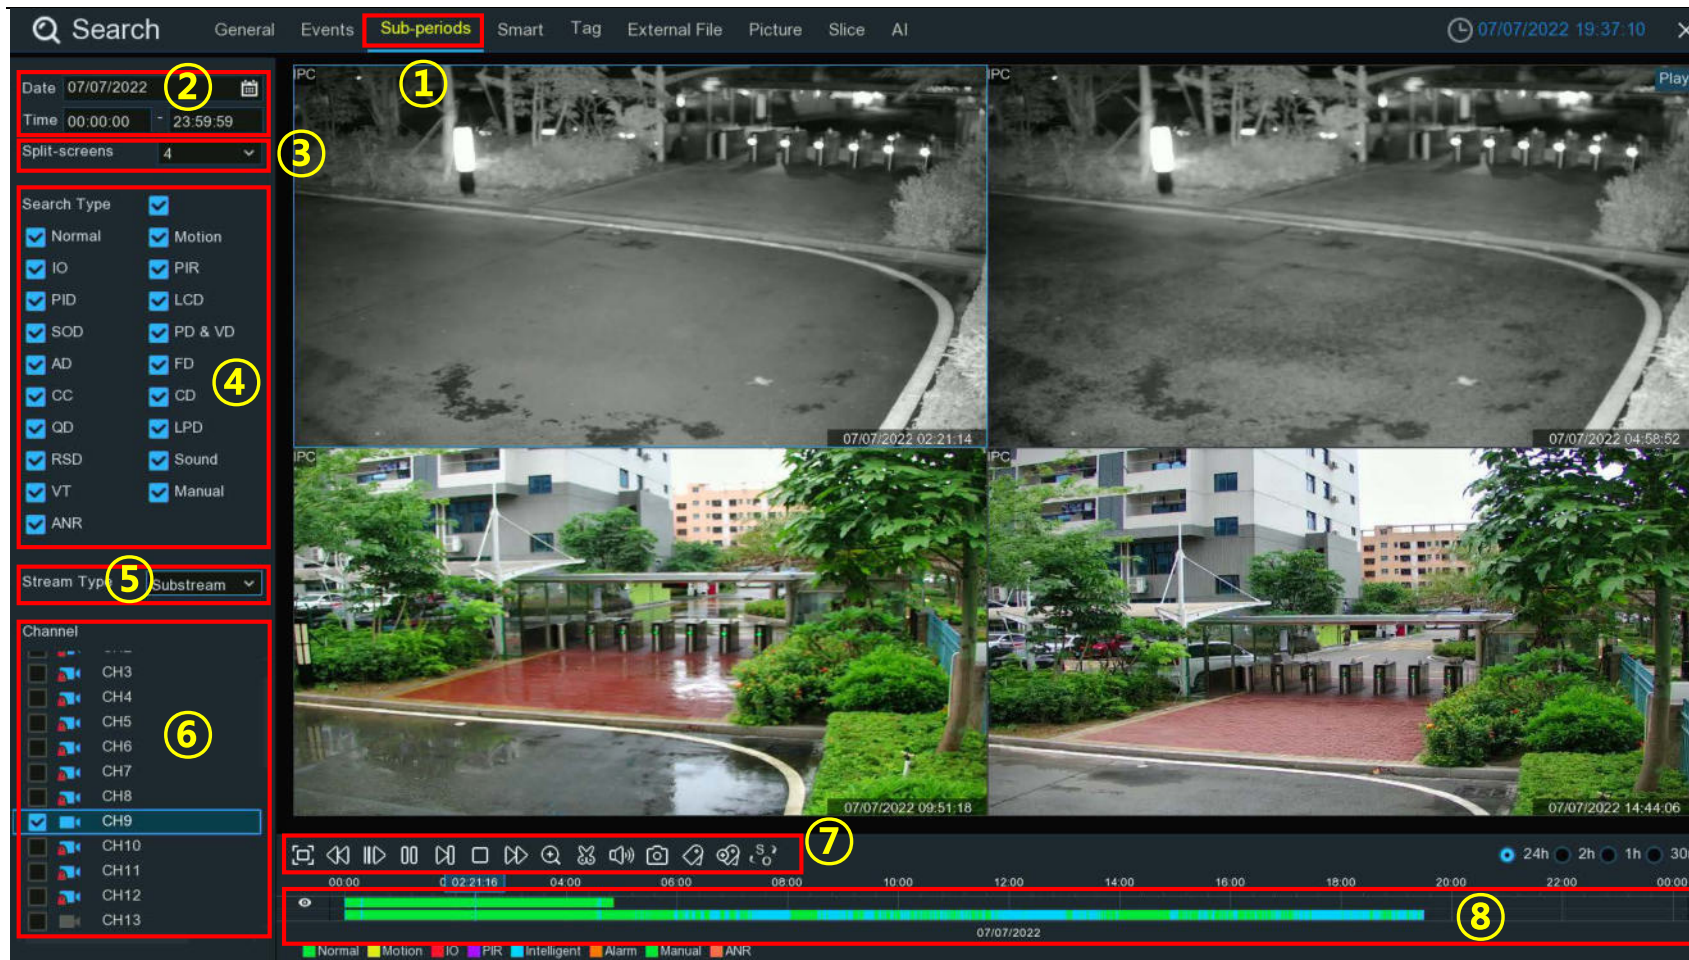 Search General Events Sub-periods Smart Tag External File Picture Slice AI 07/07/2022 19:37:10
①
Date 07/07/2022 ②
Time 00:00:00 - 23:59:59
Split-screens 4 ③
Search Type
Normal Motion
IO PIR
PID LCD
SOD PD & VD
AD FD
④
CC CD
QD LPD
RSD Sound
VT Manual
ANR
Stream Type ⑤ Substream
Channel
CH3
CH4
CH5
CH6
⑥
CH7
CH8
CH9
CH10
CH11
CH12
CH13
IPC
07/07/2022 02:21:14
IPC
Play
07/07/2022 04:58:52
IPC
07/07/2022 09:51:18
IPC
07/07/2022 14:44:06
⑦
S O
24h 2h 1h
00:00 02:21:16 04:00 06:00 08:00 10:00 12:00 14:00 16:00 18:00 20:00 22:00 00:00
⑧
07/07/2022
Normal Motion IO PIR Intelligent Alarm Manual ANR